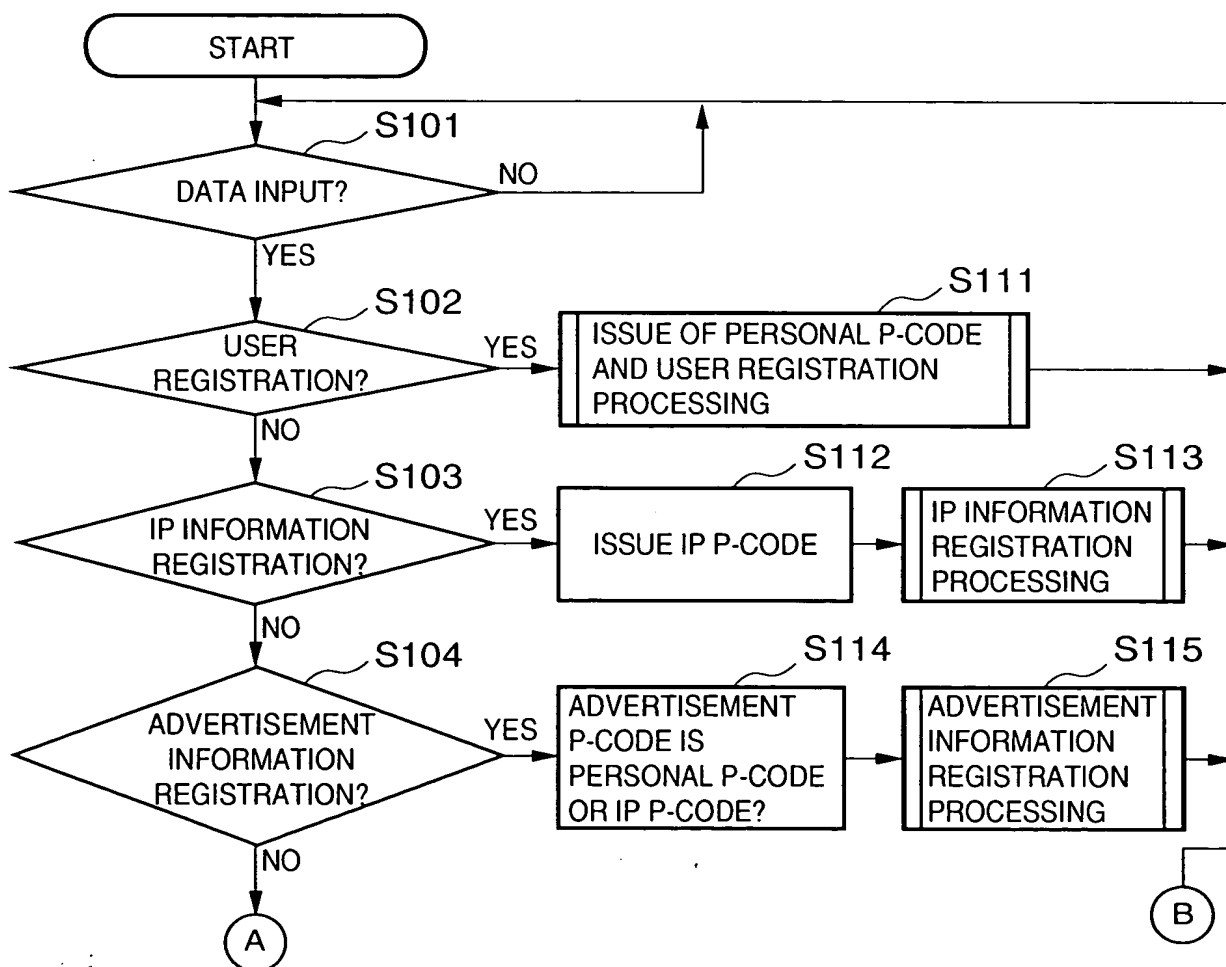 START
S101
DATA INPUT?
NO
YES
S102
USER
REGISTRATION?
YES
S111
ISSUE OF PERSONAL P-CODE
AND USER REGISTRATION
PROCESSING
NO
S103
IP INFORMATION
REGISTRATION?
YES
S112
ISSUE IP P-CODE
S113
IP INFORMATION
REGISTRATION
PROCESSING
NO
S104
ADVERTISEMENT
INFORMATION
REGISTRATION?
YES
S114
ADVERTISEMENT
P-CODE IS
PERSONAL P-CODE
OR IP P-CODE?
S115
ADVERTISEMENT
INFORMATION
REGISTRATION
PROCESSING
NO
A
B